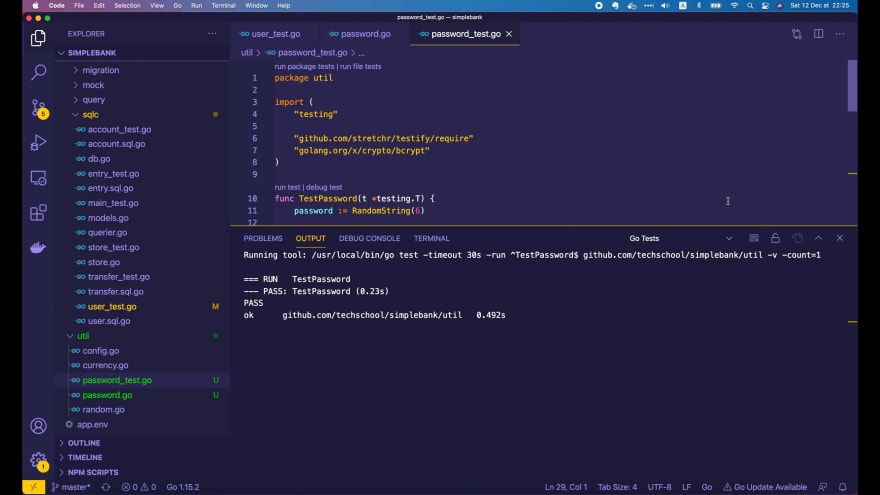 Code File Edit Selection View Go Run Terminal Window Help Sat 12 Dec at 22:25
password_test.go — simplebank
EXPLORER
SIMPLEBANK
migration
mock
query
sqlc
account_test.go
account.sql.go
db.go
entry_test.go
entry.sql.go
main_test.go
models.go
querier.go
store_test.go
store.go
transfer_test.go
transfer.sql.go
user_test.go M
user.sql.go
util
config.go
currency.go
password_test.go U
password.go U
random.go
app.env
OUTLINE
TIMELINE
NPM SCRIPTS
5
1
user_test.go password.go password_test.go
util > password_test.go > ...
run package tests | run file tests
1 package util
2
3 import (
4 "testing"
5
6 "github.com/stretchr/testify/require"
7 "golang.org/x/crypto/bcrypt"
8 )
9
run test | debug test
10 func TestPassword(t *testing.T) {
11 password := RandomString(6)
12
PROBLEMS OUTPUT DEBUG CONSOLE TERMINAL Go Tests
Running tool: /usr/local/bin/go test -timeout 30s -run ^TestPassword$ github.com/techschool/simplebank/util -v -count=1
=== RUN TestPassword
--- PASS: TestPassword (0.23s)
PASS
ok github.com/techschool/simplebank/util 0.492s
master* 0 0 Go 1.15.2 Ln 29, Col 1 Tab Size: 4 UTF-8 LF Go Go Update Available